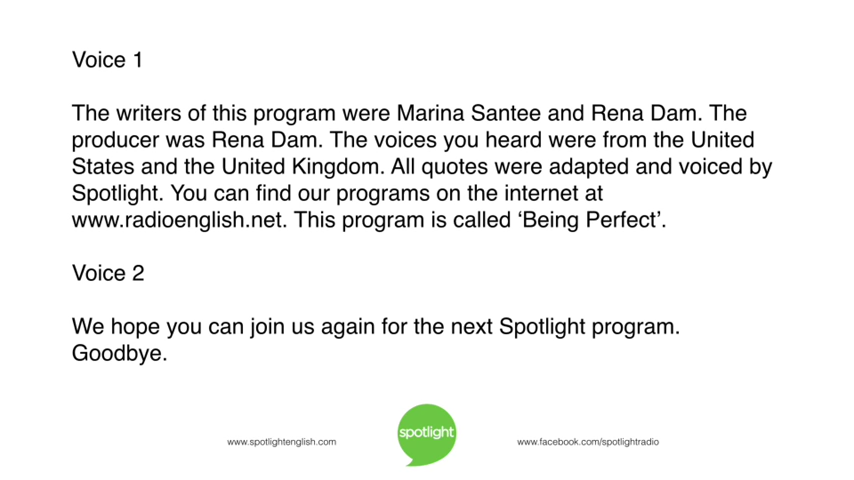 Voice 1
The writers of this program were Marina Santee and Rena Dam. The
producer was Rena Dam. The voices you heard were from the United
States and the United Kingdom. All quotes were adapted and voiced by
Spotlight. You can find our programs on the internet at
www.radioenglish.net. This program is called ‘Being Perfect’.
Voice 2
We hope you can join us again for the next Spotlight program.
Goodbye.
www.spotlightenglish.com
spotlight
www.facebook.com/spotlightradio